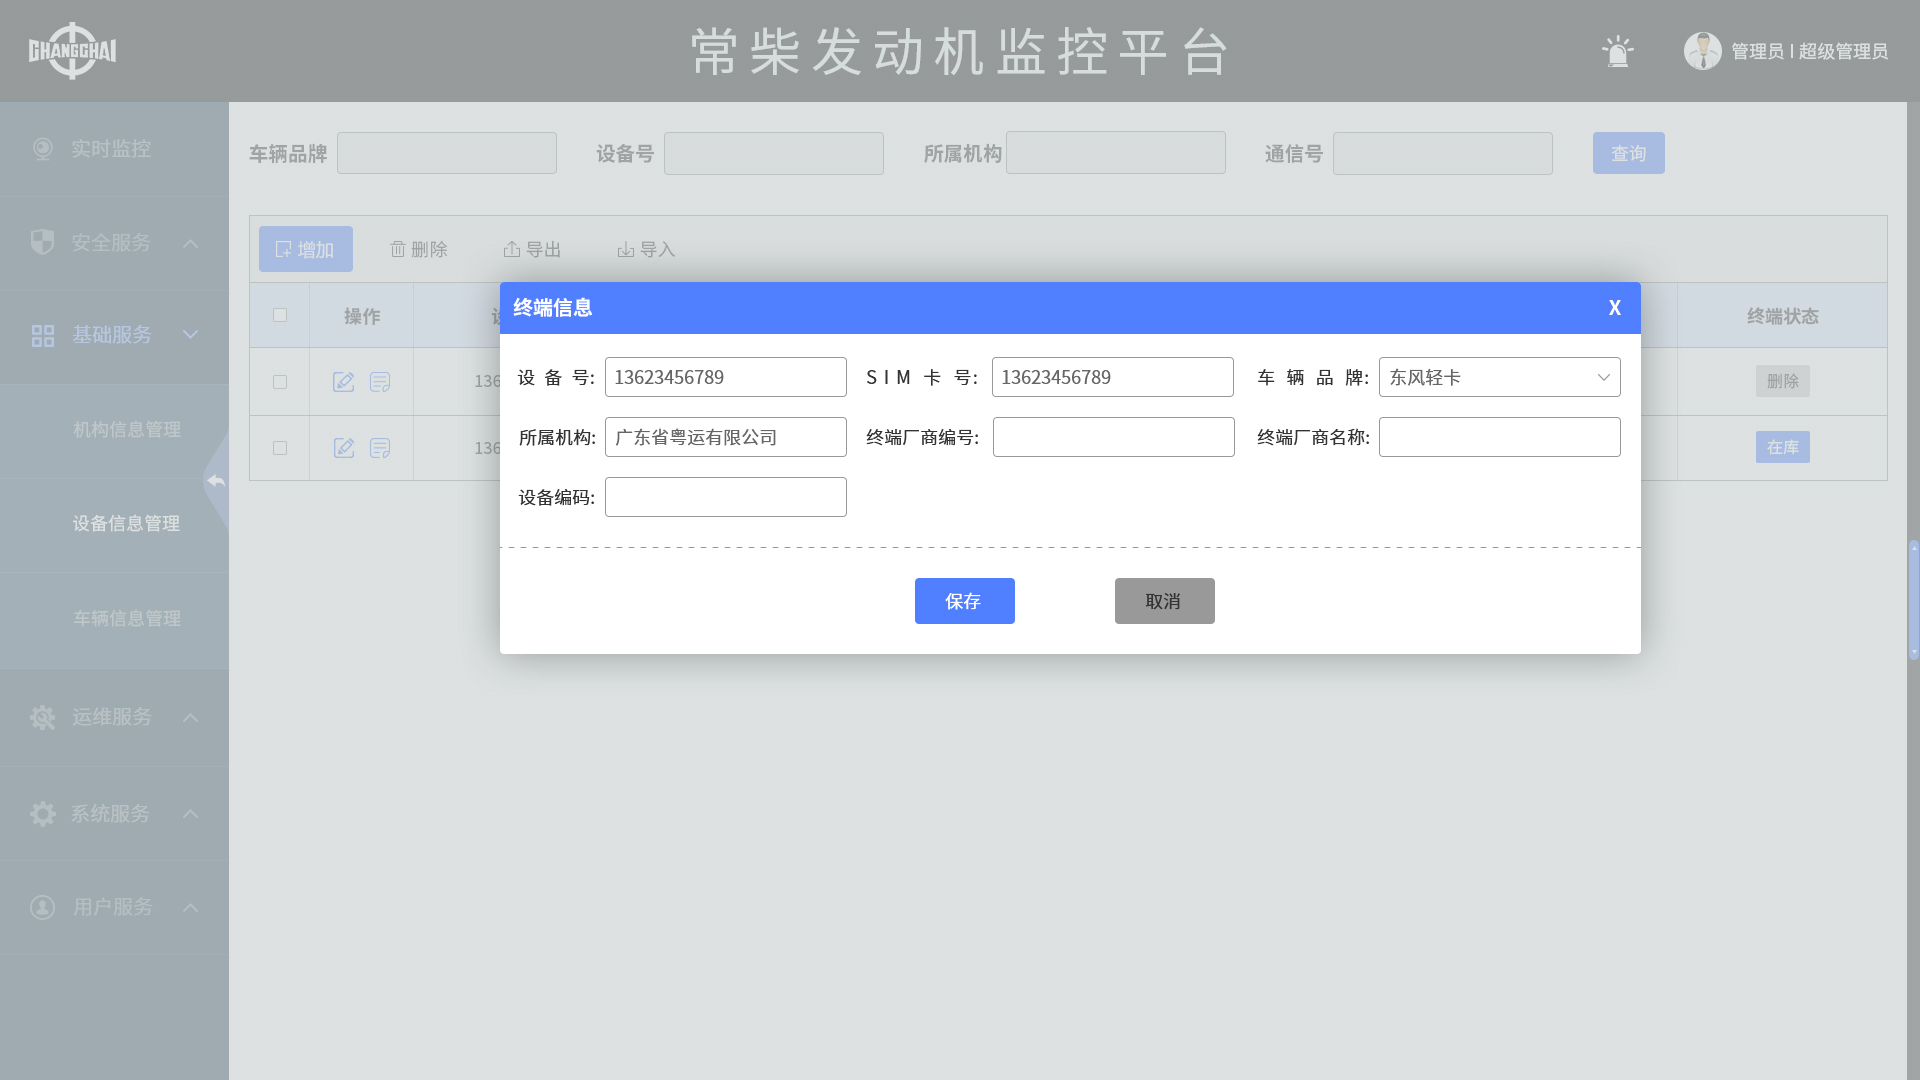 CHANGCHAI
常柴发动机监控平台
管理员 | 超级管理员
实时监控
安全服务
基础服务
机构信息管理
设备信息管理
车辆信息管理
运维服务
系统服务
用户服务
车辆品牌 设备号 所属机构 通信号 查询
增加 删除 导出 导入
操作 终端状态
136 删除
136 在库
终端信息 X
设备号: 13623456789 SIM卡号: 13623456789 车辆品牌: 东风轻卡
所属机构: 广东省粤运有限公司 终端厂商编号: 终端厂商名称:
设备编码:
保存 取消